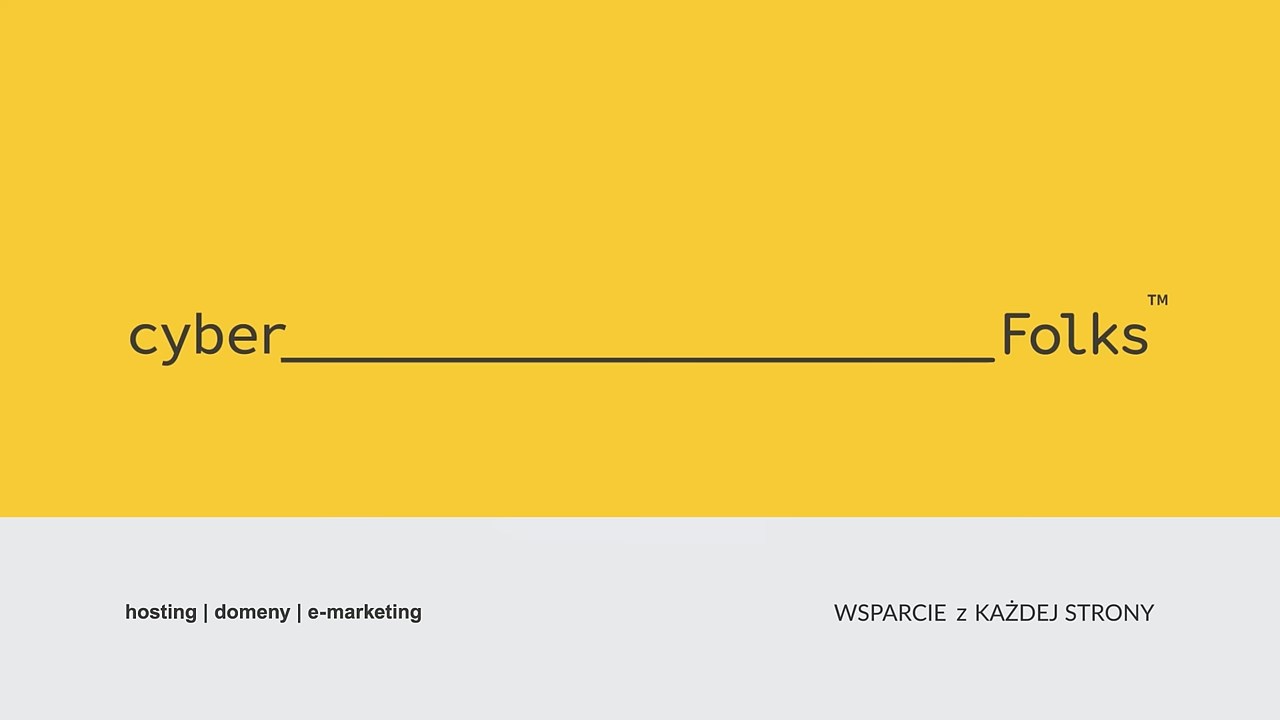 cyber_Folks™
hosting | domeny | e-marketing
WSPARCIE z KAŻDEJ STRONY